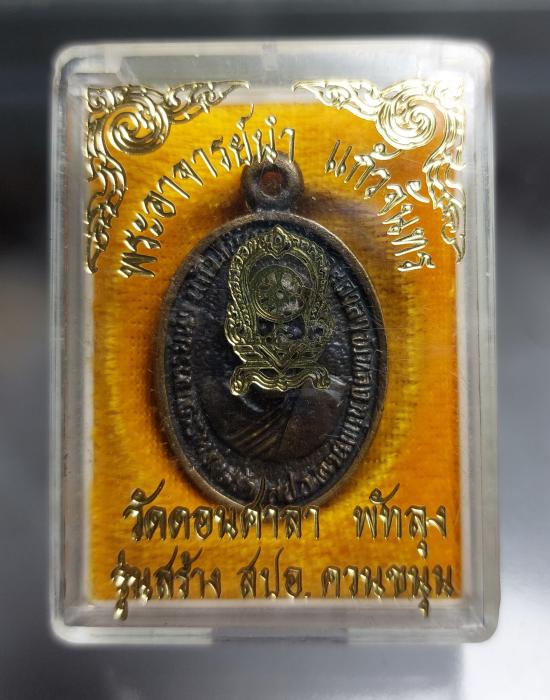 พระอาจารย์นำ แก้วจันทร์
วัดดอนศาลา พัทลุง
รุ่นสร้าง สปอ. ควนขนุน